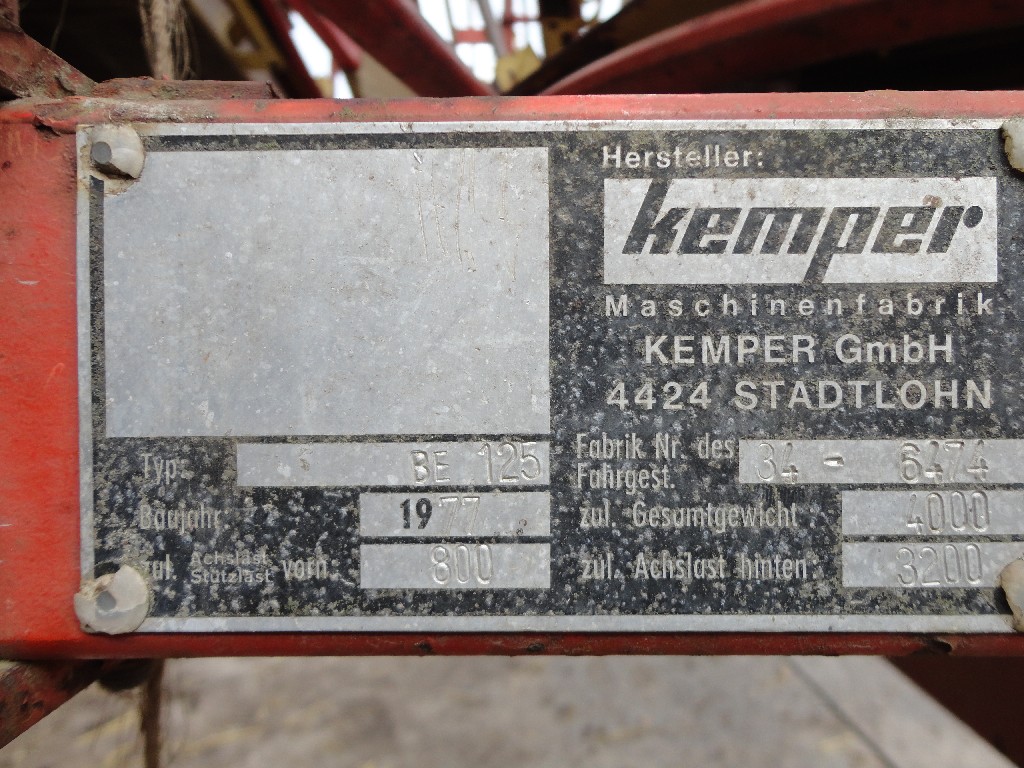 Hersteller:
kemper
Maschinenfabrik
KEMPER GmbH
4424 STADTLOHN
Typ: BE 125
Baujahr 1977
zul. Achslast Stützlast vorn. 800
Fabrik Nr. des Fahrgest. 34 - 6474
zul. Gesamtgewicht 4000
zul. Achslast hinten: 3200